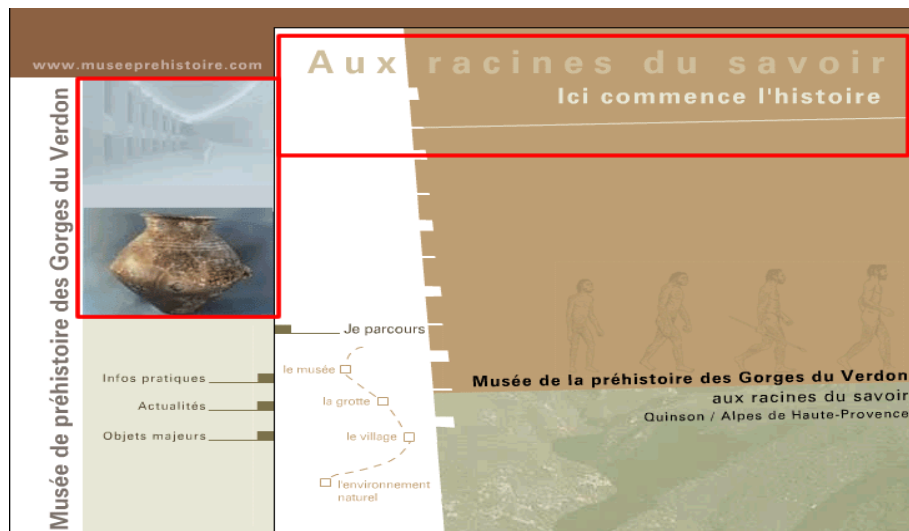 www.museeprehistoire.com
Aux racines du savoir
Ici commence l'histoire
Musée de préhistoire des Gorges du Verdon
Je parcours
le musée
la grotte
le village
l'environnement
naturel
Infos pratiques
Actualités
Objets majeurs
Musée de la préhistoire des Gorges du Verdon
aux racines du savoir
Quinson / Alpes de Haute-Provence